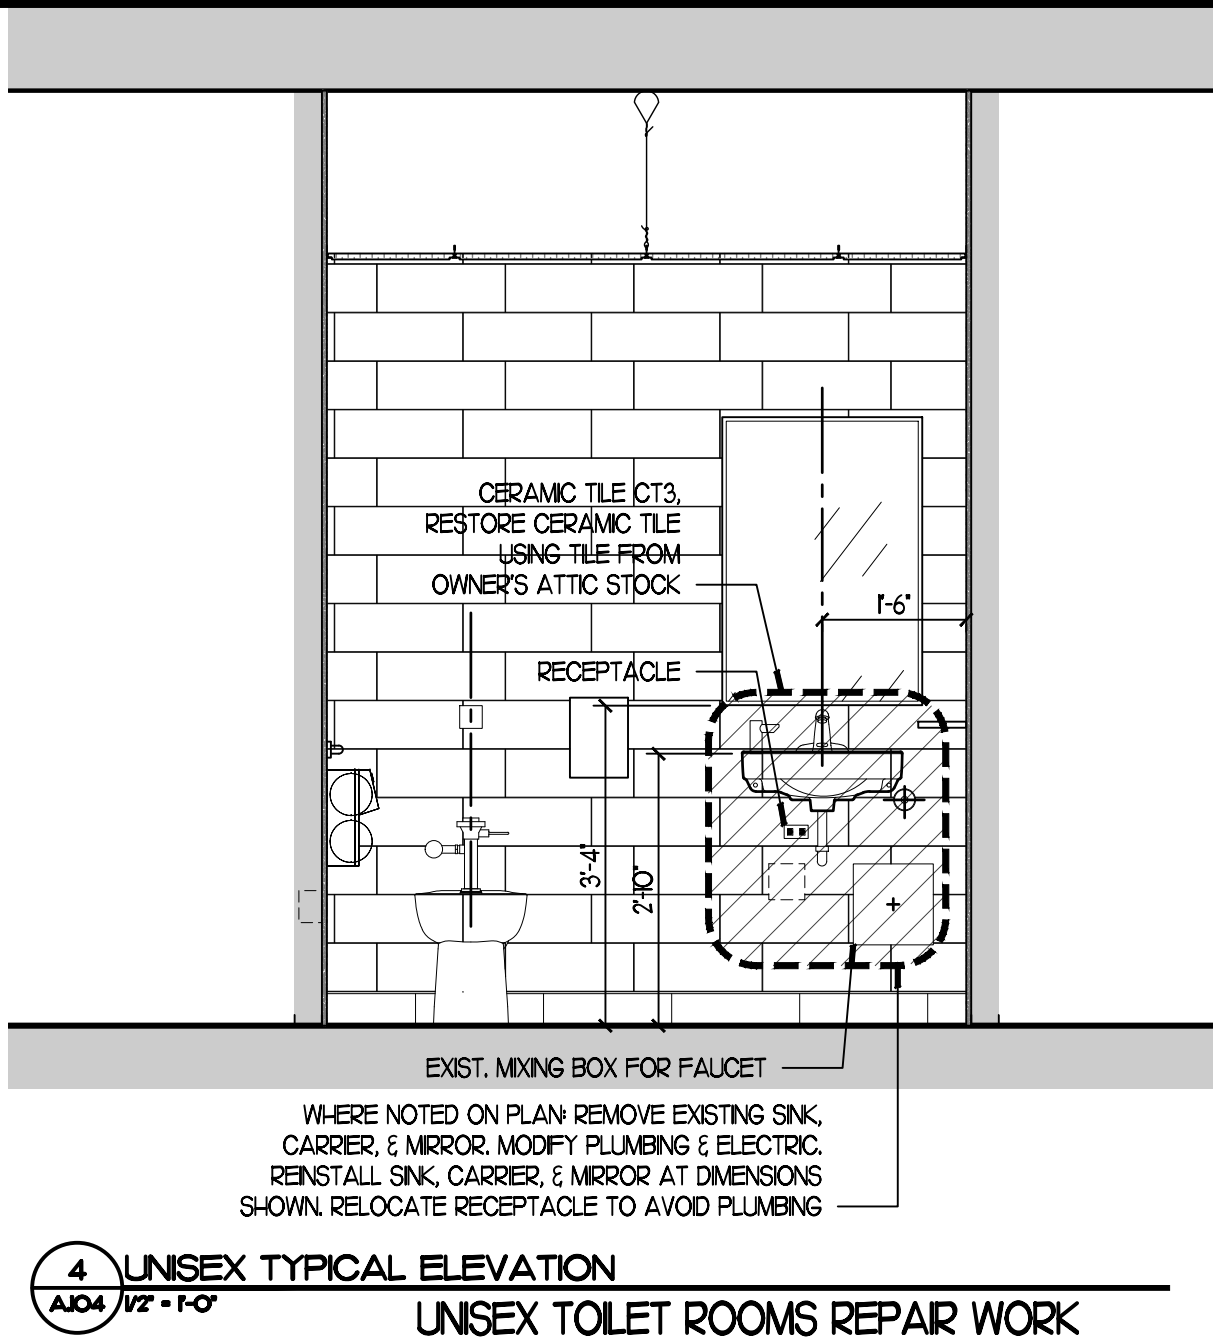 CERAMIC TILE CT3,
RESTORE CERAMIC TILE
USING TILE FROM
OWNER'S ATTIC STOCK
1'-6"
RECEPTACLE
3'-4"
2'-10"
EXIST. MIXING BOX FOR FAUCET
WHERE NOTED ON PLAN: REMOVE EXISTING SINK,
CARRIER, & MIRROR. MODIFY PLUMBING & ELECTRIC.
REINSTALL SINK, CARRIER, & MIRROR AT DIMENSIONS
SHOWN. RELOCATE RECEPTACLE TO AVOID PLUMBING
4 UNISEX TYPICAL ELEVATION
A.104 1/2" = 1'-0"
UNISEX TOILET ROOMS REPAIR WORK